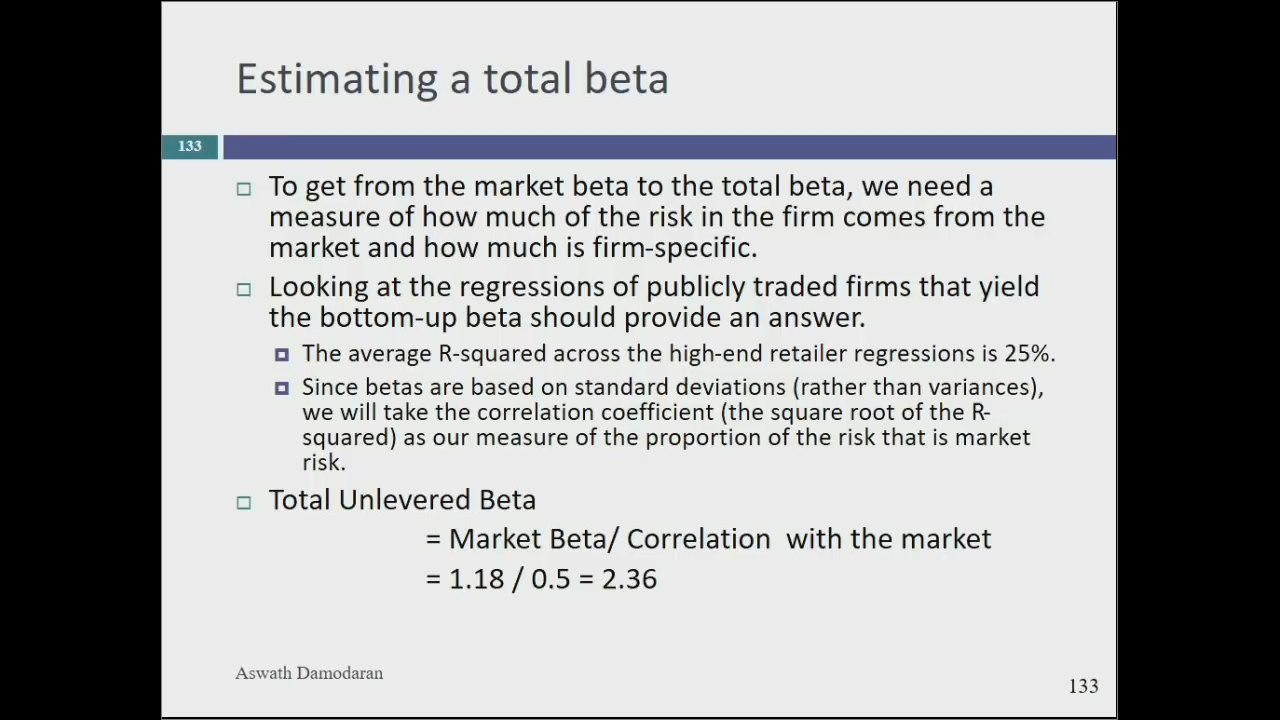 Estimating a total beta
133
To get from the market beta to the total beta, we need a
measure of how much of the risk in the firm comes from the
market and how much is firm-specific.
Looking at the regressions of publicly traded firms that yield
the bottom-up beta should provide an answer.
The average R-squared across the high-end retailer regressions is 25%.
Since betas are based on standard deviations (rather than variances),
we will take the correlation coefficient (the square root of the R-
squared) as our measure of the proportion of the risk that is market
risk.
Total Unlevered Beta
= Market Beta/ Correlation  with the market
= 1.18 / 0.5 = 2.36
Aswath Damodaran
133